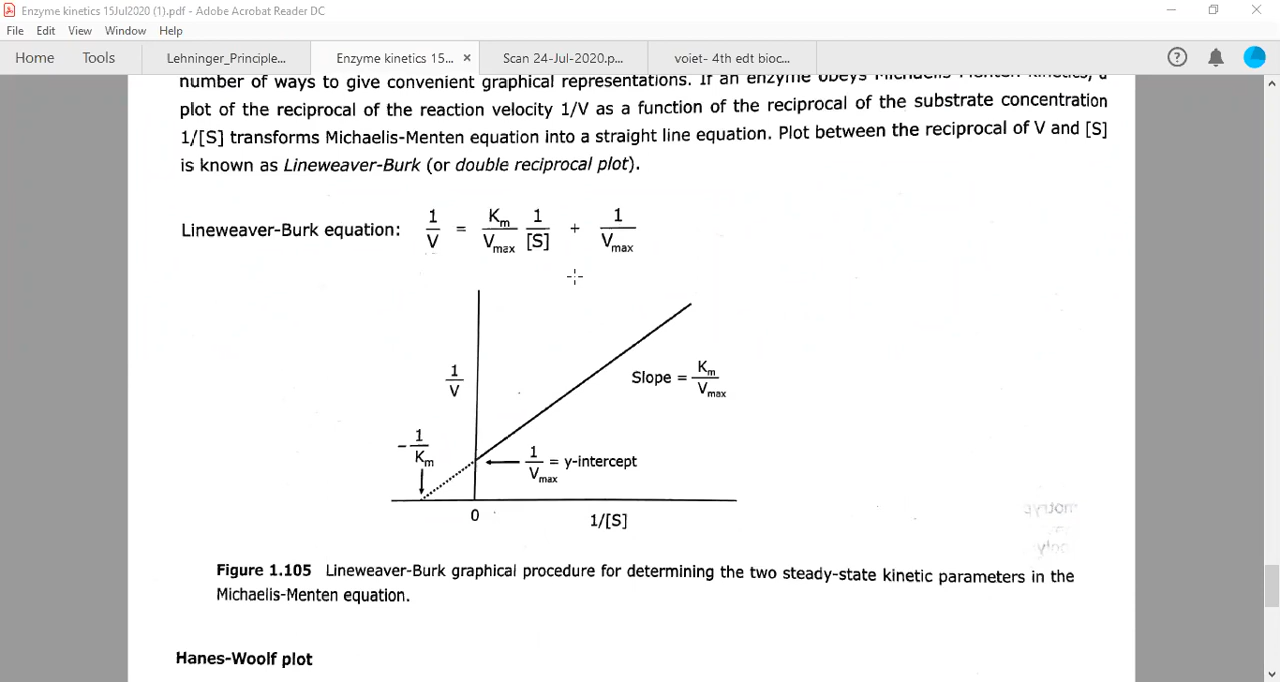 Enzyme kinetics 15Jul2020 (1).pdf - Adobe Acrobat Reader DC
File Edit View Window Help
Home Tools Lehninger_Principle... Enzyme kinetics 15... × Scan 24-Jul-2020.p... voiet- 4th edt bioc...
number of ways to give convenient graphical representations. If an enzyme obeys Michaelis-Menten kinetics, a
plot of the reciprocal of the reaction velocity 1/V as a function of the reciprocal of the substrate concentration
1/[S] transforms Michaelis-Menten equation into a straight line equation. Plot between the reciprocal of V and [S]
is known as Lineweaver-Burk (or double reciprocal plot).
Lineweaver-Burk equation: 1/V = Km/Vmax 1/[S] + 1/Vmax
1/V
Slope = Km/Vmax
-1/Km
1/Vmax = y-intercept
0
1/[S]
Figure 1.105 Lineweaver-Burk graphical procedure for determining the two steady-state kinetic parameters in the
Michaelis-Menten equation.
Hanes-Woolf plot